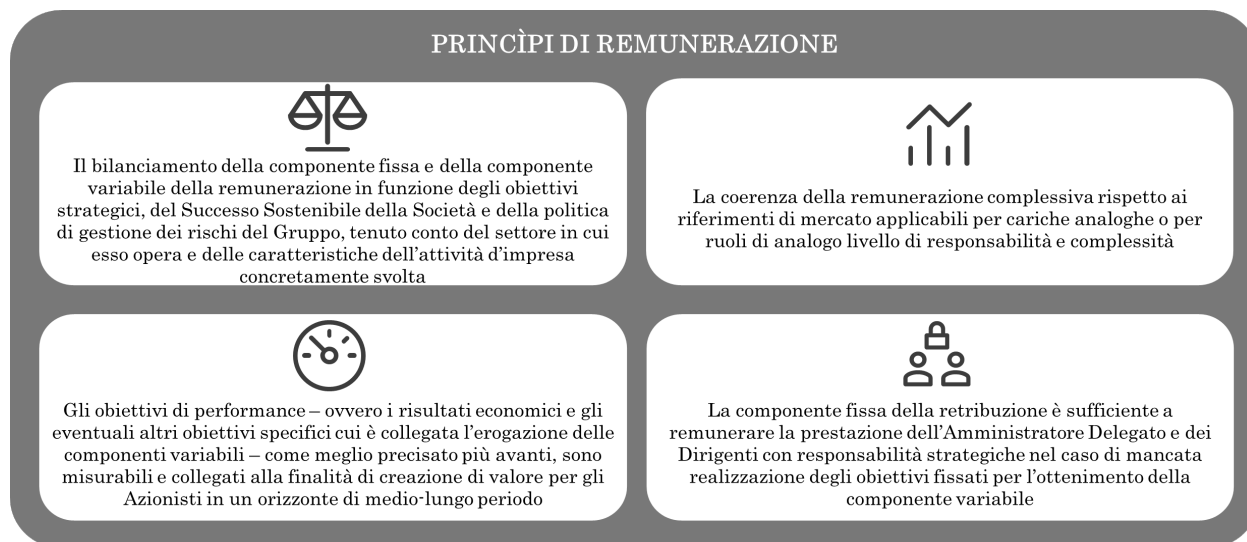 PRINCÌPI DI REMUNERAZIONE
Il bilanciamento della componente fissa e della componente
variabile della remunerazione in funzione degli obiettivi
strategici, del Successo Sostenibile della Società e della politica
di gestione dei rischi del Gruppo, tenuto conto del settore in cui
esso opera e delle caratteristiche dell’attività d’impresa
concretamente svolta
La coerenza della remunerazione complessiva rispetto ai
riferimenti di mercato applicabili per cariche analoghe o per
ruoli di analogo livello di responsabilità e complessità
Gli obiettivi di performance – ovvero i risultati economici e gli
eventuali altri obiettivi specifici cui è collegata l’erogazione delle
componenti variabili – come meglio precisato più avanti, sono
misurabili e collegati alla finalità di creazione di valore per gli
Azionisti in un orizzonte di medio-lungo periodo
La componente fissa della retribuzione è sufficiente a
remunerare la prestazione dell’Amministratore Delegato e dei
Dirigenti con responsabilità strategiche nel caso di mancata
realizzazione degli obiettivi fissati per l’ottenimento della
componente variabile